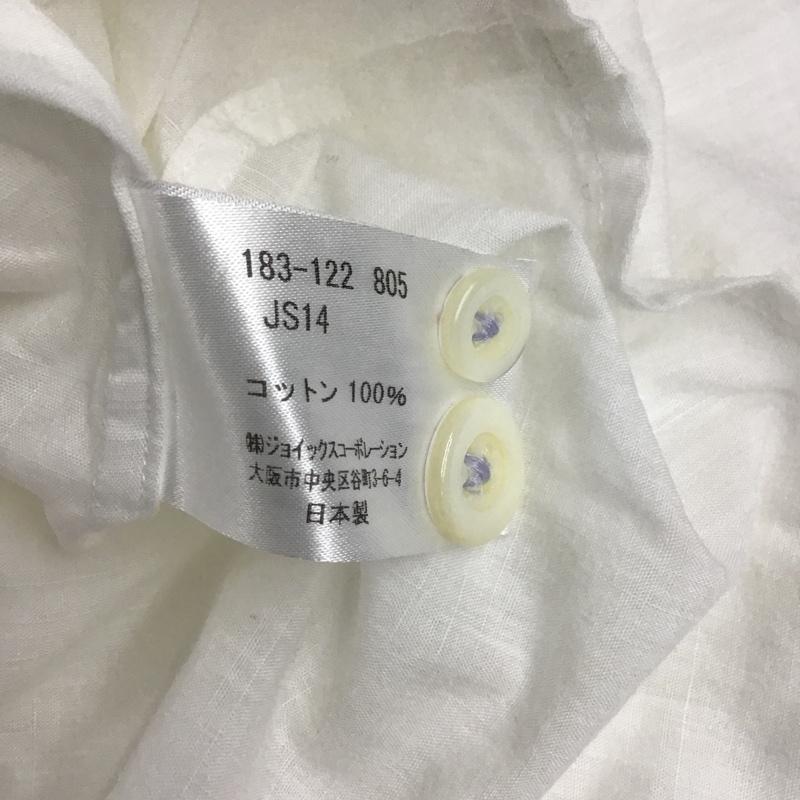 183-122 805
JS14
コットン 100%
㈱ジョイックスコーポレーション
大阪市中央区谷町3-6-4
日本製